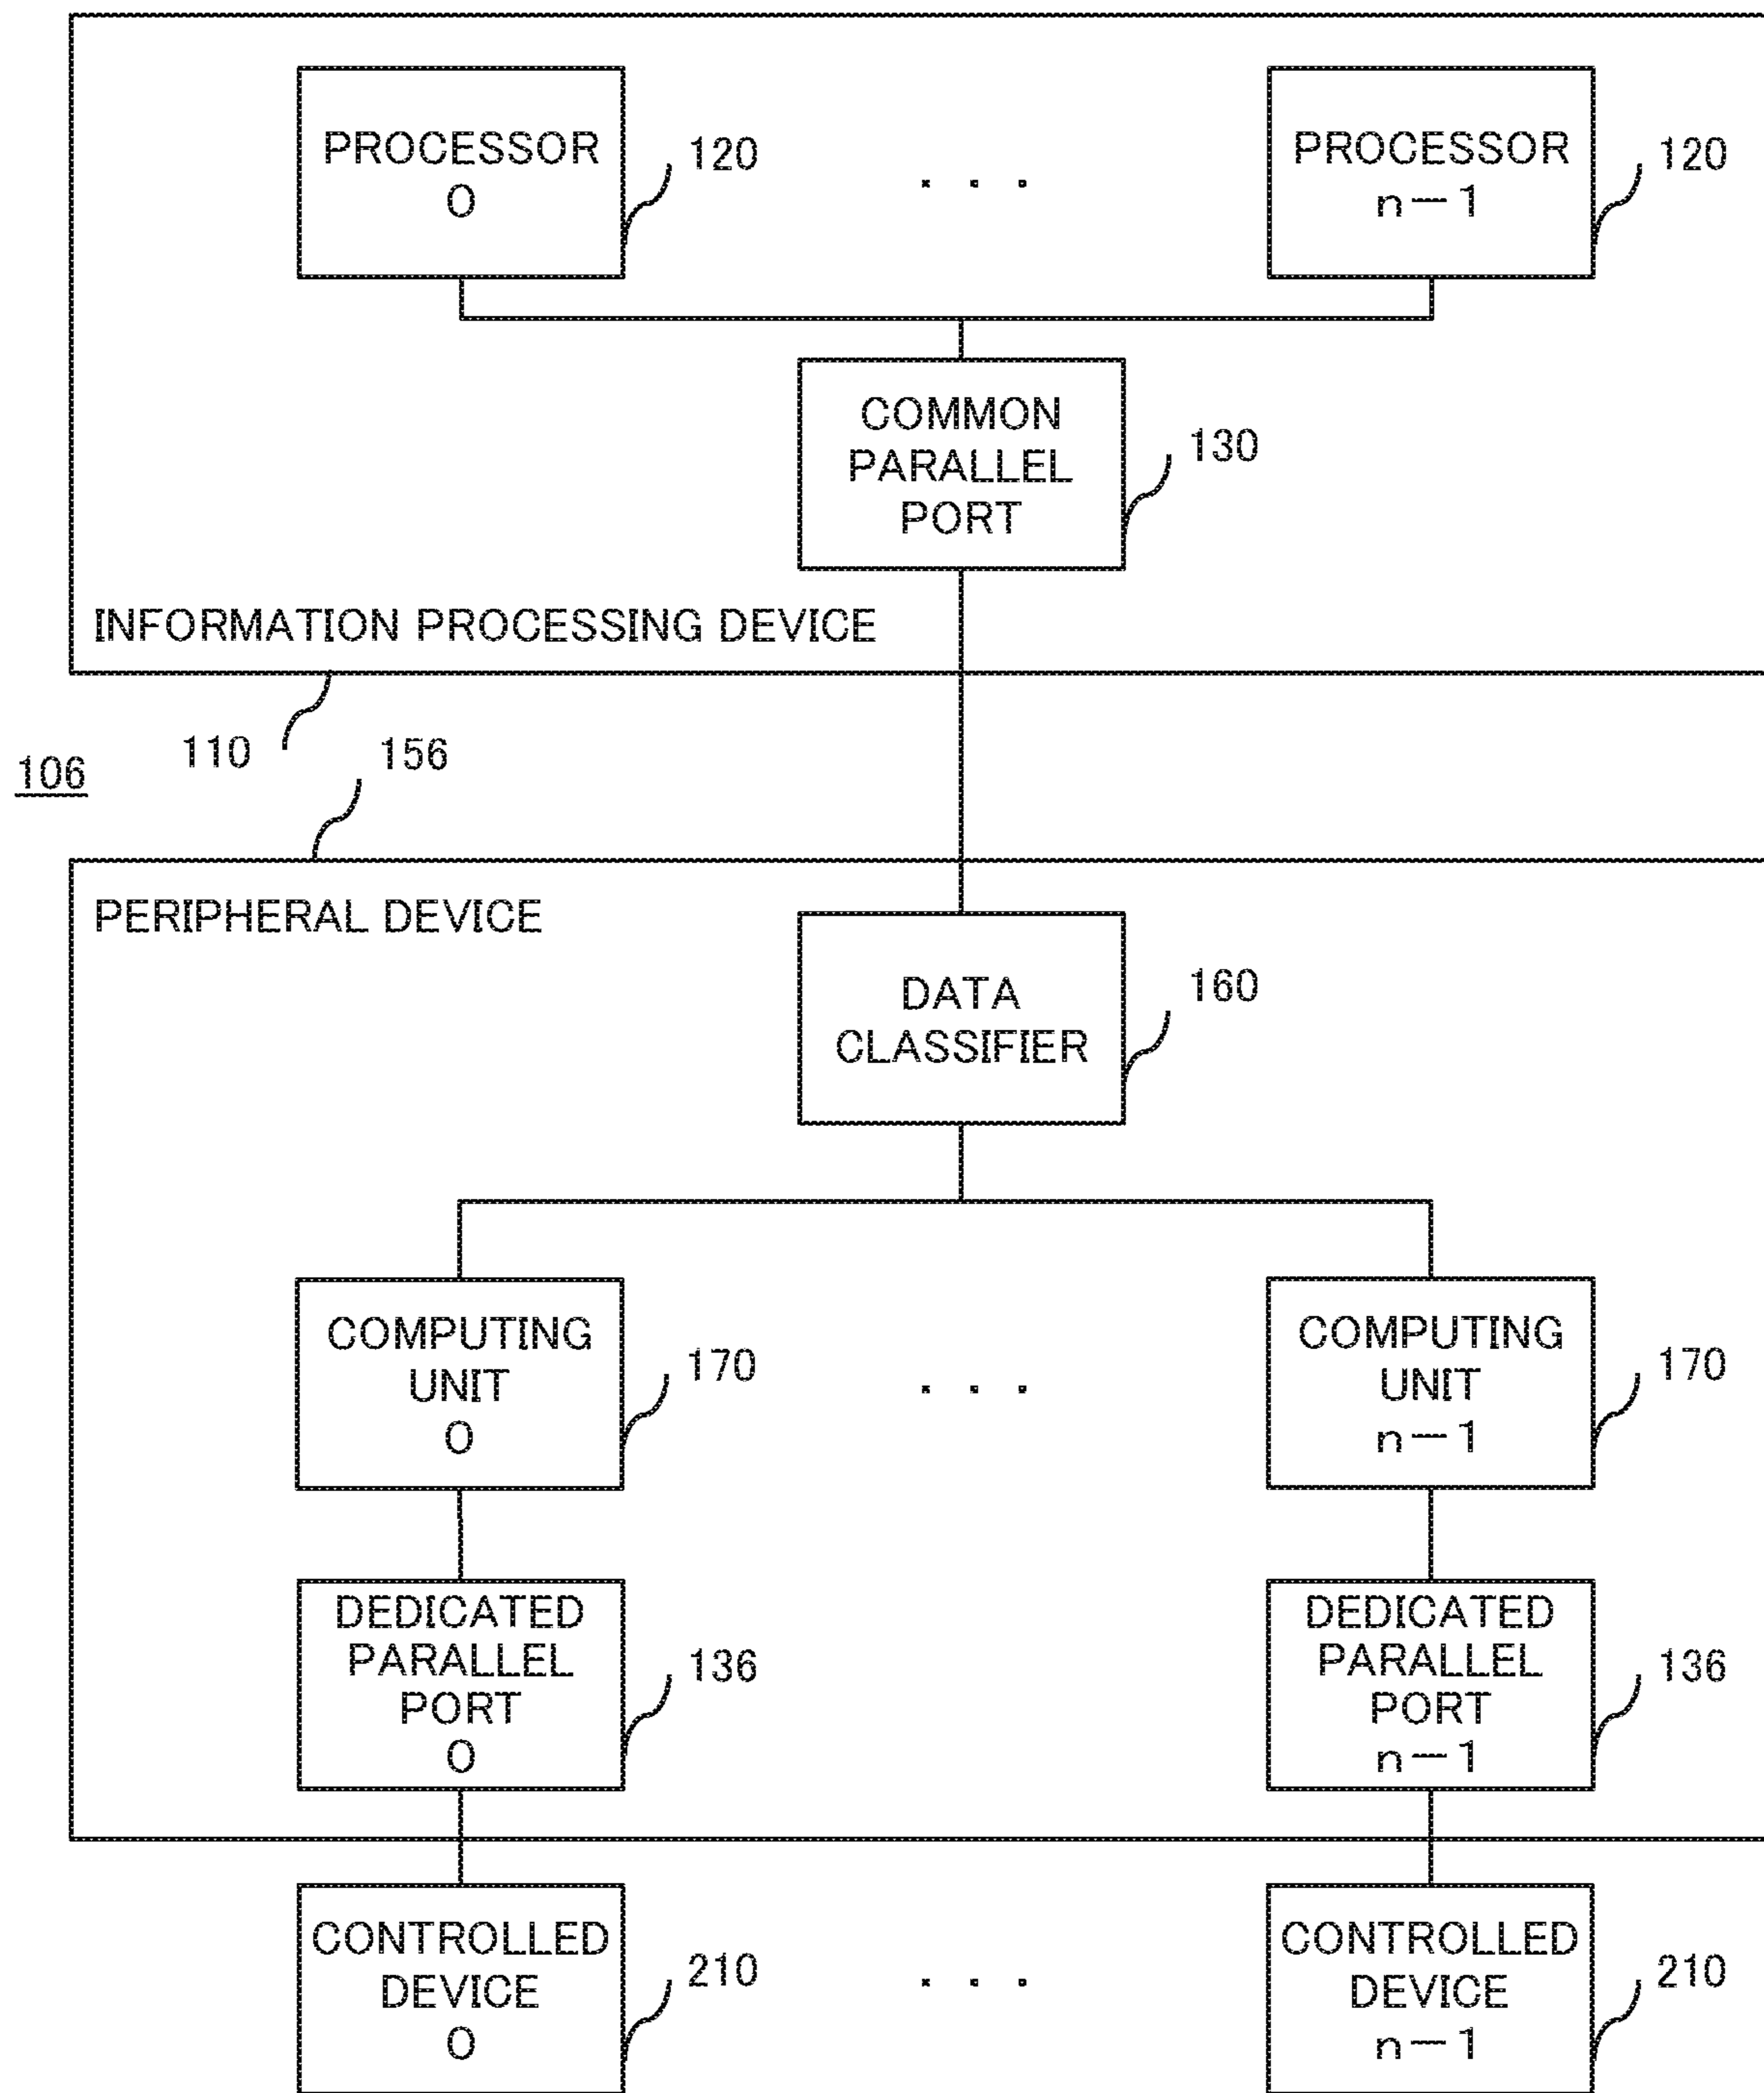 PROCESSOR
0
120
. . .
PROCESSOR
n-1
120
COMMON
PARALLEL
PORT
130
INFORMATION PROCESSING DEVICE
110
156
106
PERIPHERAL DEVICE
DATA
CLASSIFIER
160
COMPUTING
UNIT
0
170
. . .
COMPUTING
UNIT
n-1
170
DEDICATED
PARALLEL
PORT
0
136
DEDICATED
PARALLEL
PORT
n-1
136
CONTROLLED
DEVICE
0
210
. . .
CONTROLLED
DEVICE
n-1
210